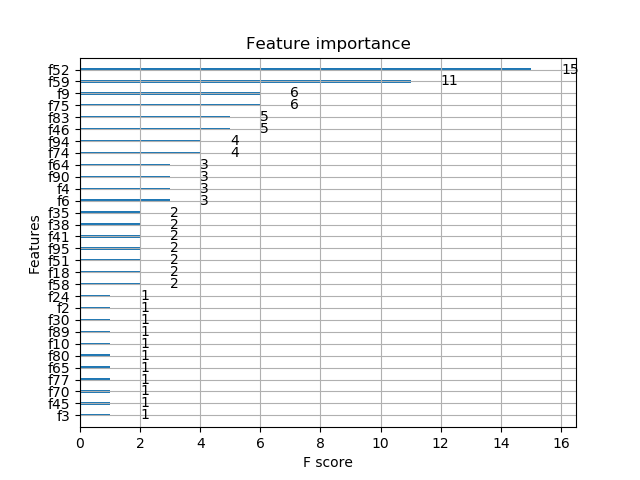 Feature importance
f52 15
f59 11
f9 6
f75 6
f83 5
f46 5
f94 4
f74 4
f64 3
f90 3
f4 3
f6 3
f35 2
f38 2
f41 2
f95 2
f51 2
f18 2
f58 2
f24 1
f2 1
f30 1
f89 1
f10 1
f80 1
f65 1
f77 1
f70 1
f45 1
f3 1
Features
0 2 4 6 8 10 12 14 16
F score